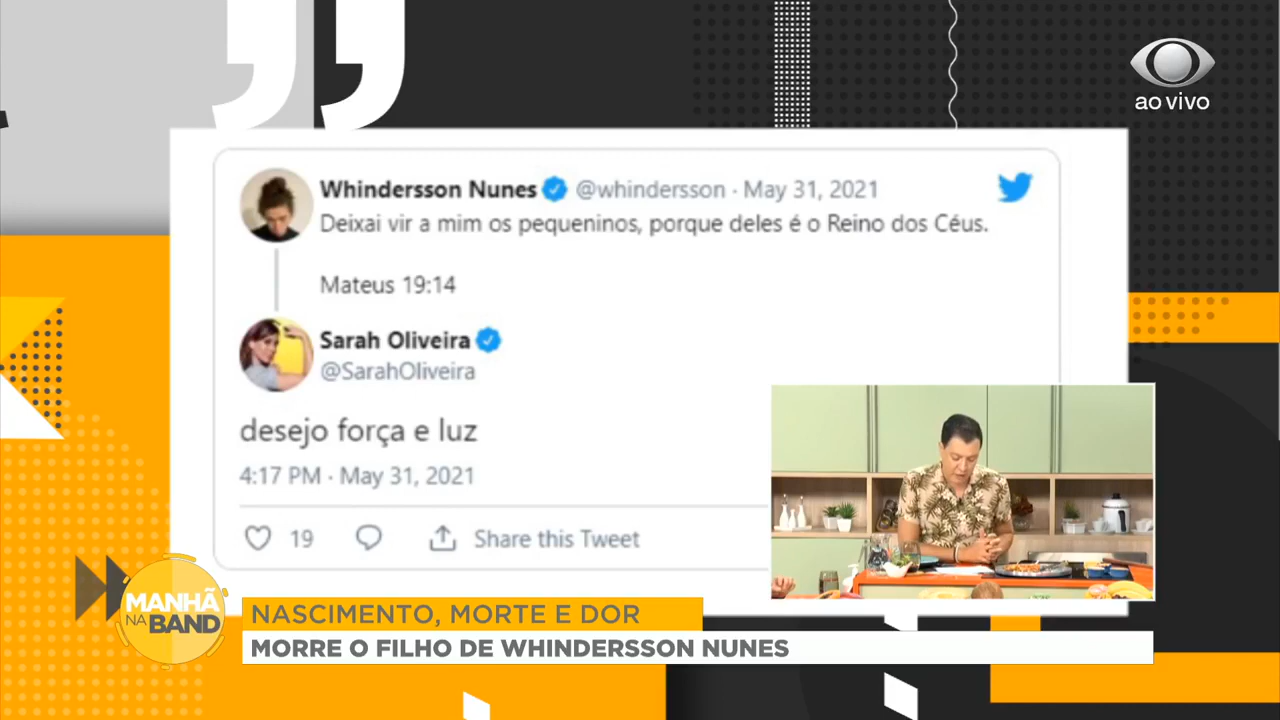 ao vivo
Whindersson Nunes @whindersson · May 31, 2021
Deixai vir a mim os pequeninos, porque deles é o Reino dos Céus.
Mateus 19:14
Sarah Oliveira
@SarahOliveira
desejo força e luz
4:17 PM · May 31, 2021
19 Share this Tweet
MANHÃ
NA BAND
NASCIMENTO, MORTE E DOR
MORRE O FILHO DE WHINDERSSON NUNES